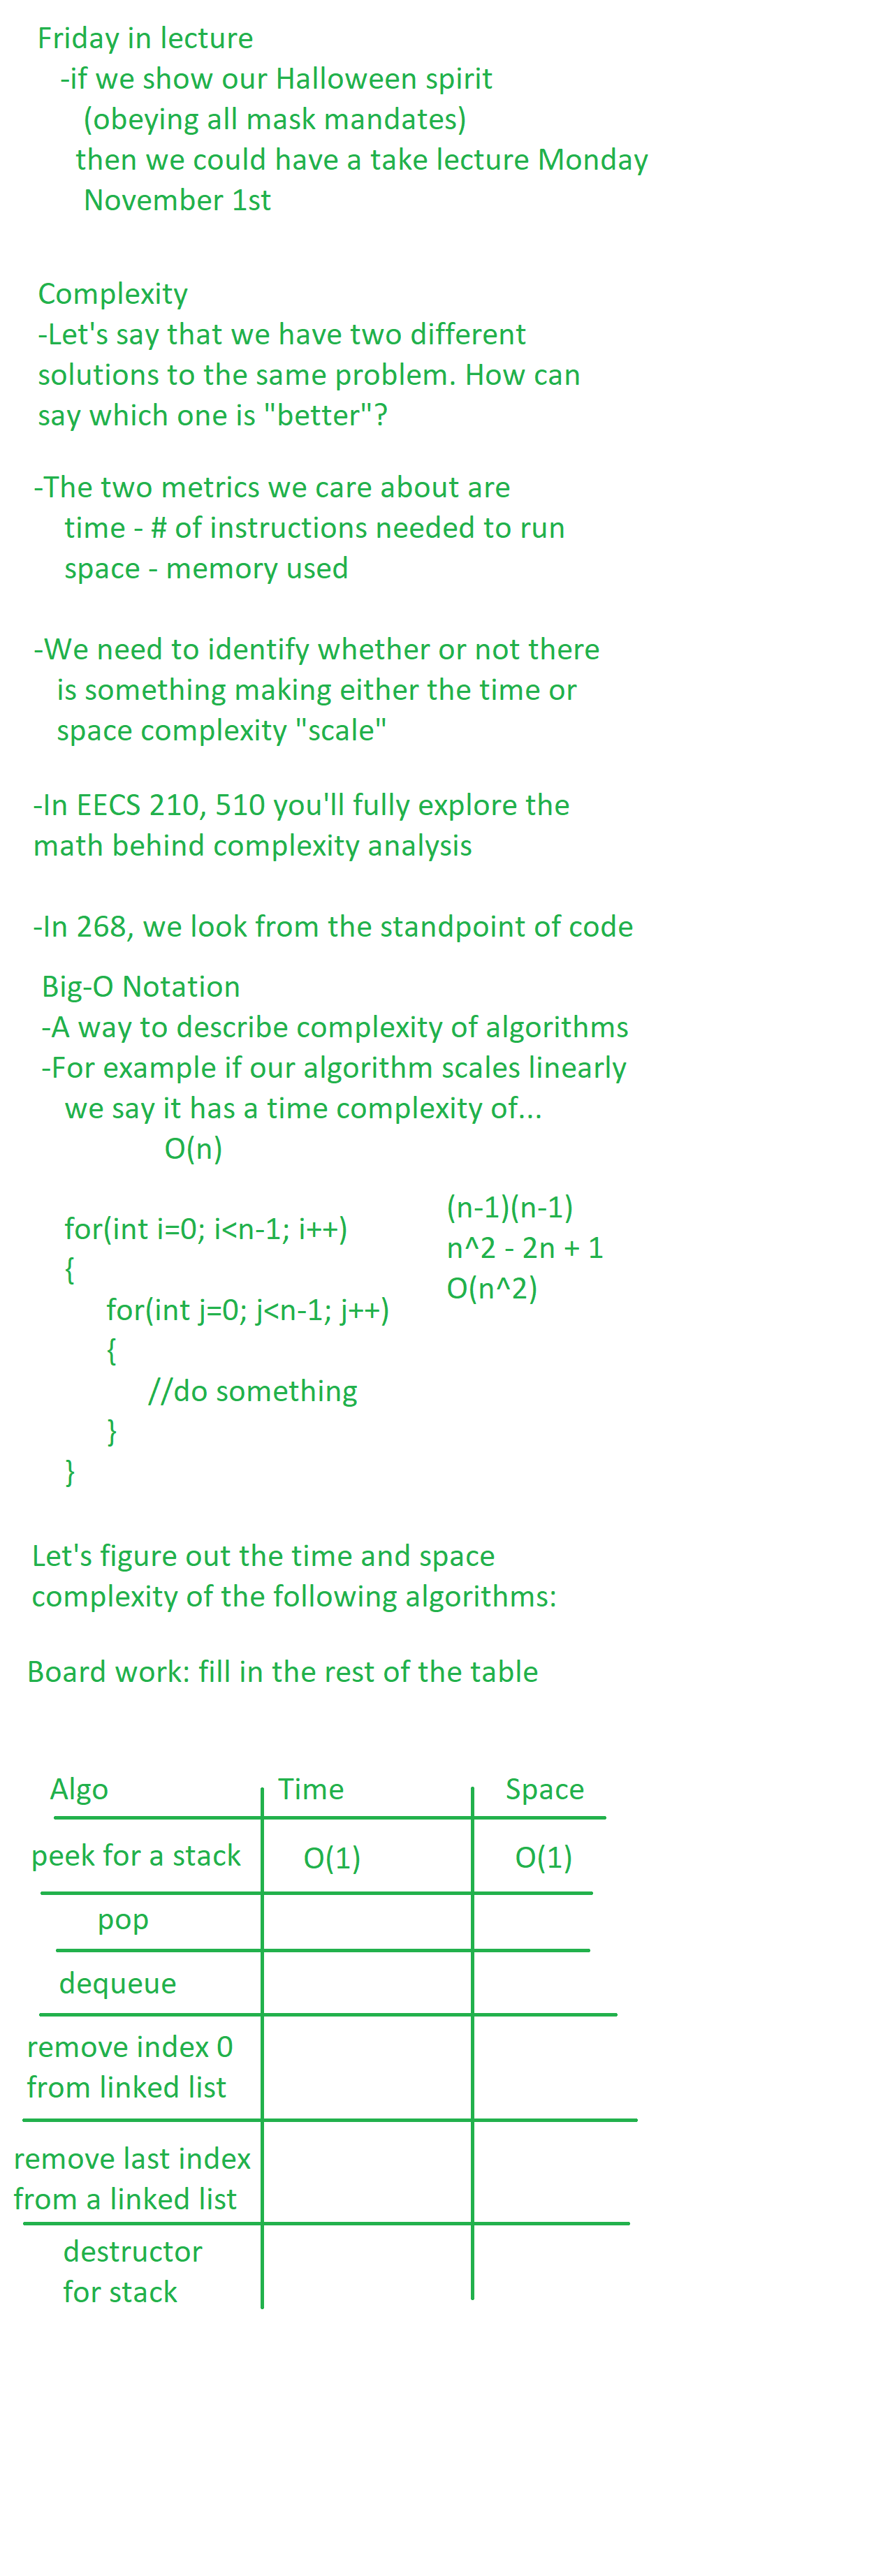 Friday in lecture
-if we show our Halloween spirit
(obeying all mask mandates)
then we could have a take lecture Monday
November 1st
Complexity
-Let's say that we have two different
solutions to the same problem. How can
say which one is "better"?
-The two metrics we care about are
time - # of instructions needed to run
space - memory used
-We need to identify whether or not there
is something making either the time or
space complexity "scale"
-In EECS 210, 510 you'll fully explore the
math behind complexity analysis
-In 268, we look from the standpoint of code
Big-O Notation
-A way to describe complexity of algorithms
-For example if our algorithm scales linearly
we say it has a time complexity of...
O(n)
for(int i=0; i<n-1; i++)
{
for(int j=0; j<n-1; j++)
{
//do something
}
}
(n-1)(n-1)
n^2 - 2n + 1
O(n^2)
Let's figure out the time and space
complexity of the following algorithms:
Board work: fill in the rest of the table
Algo Time Space
peek for a stack O(1) O(1)
pop
dequeue
remove index 0
from linked list
remove last index
from a linked list
destructor
for stack